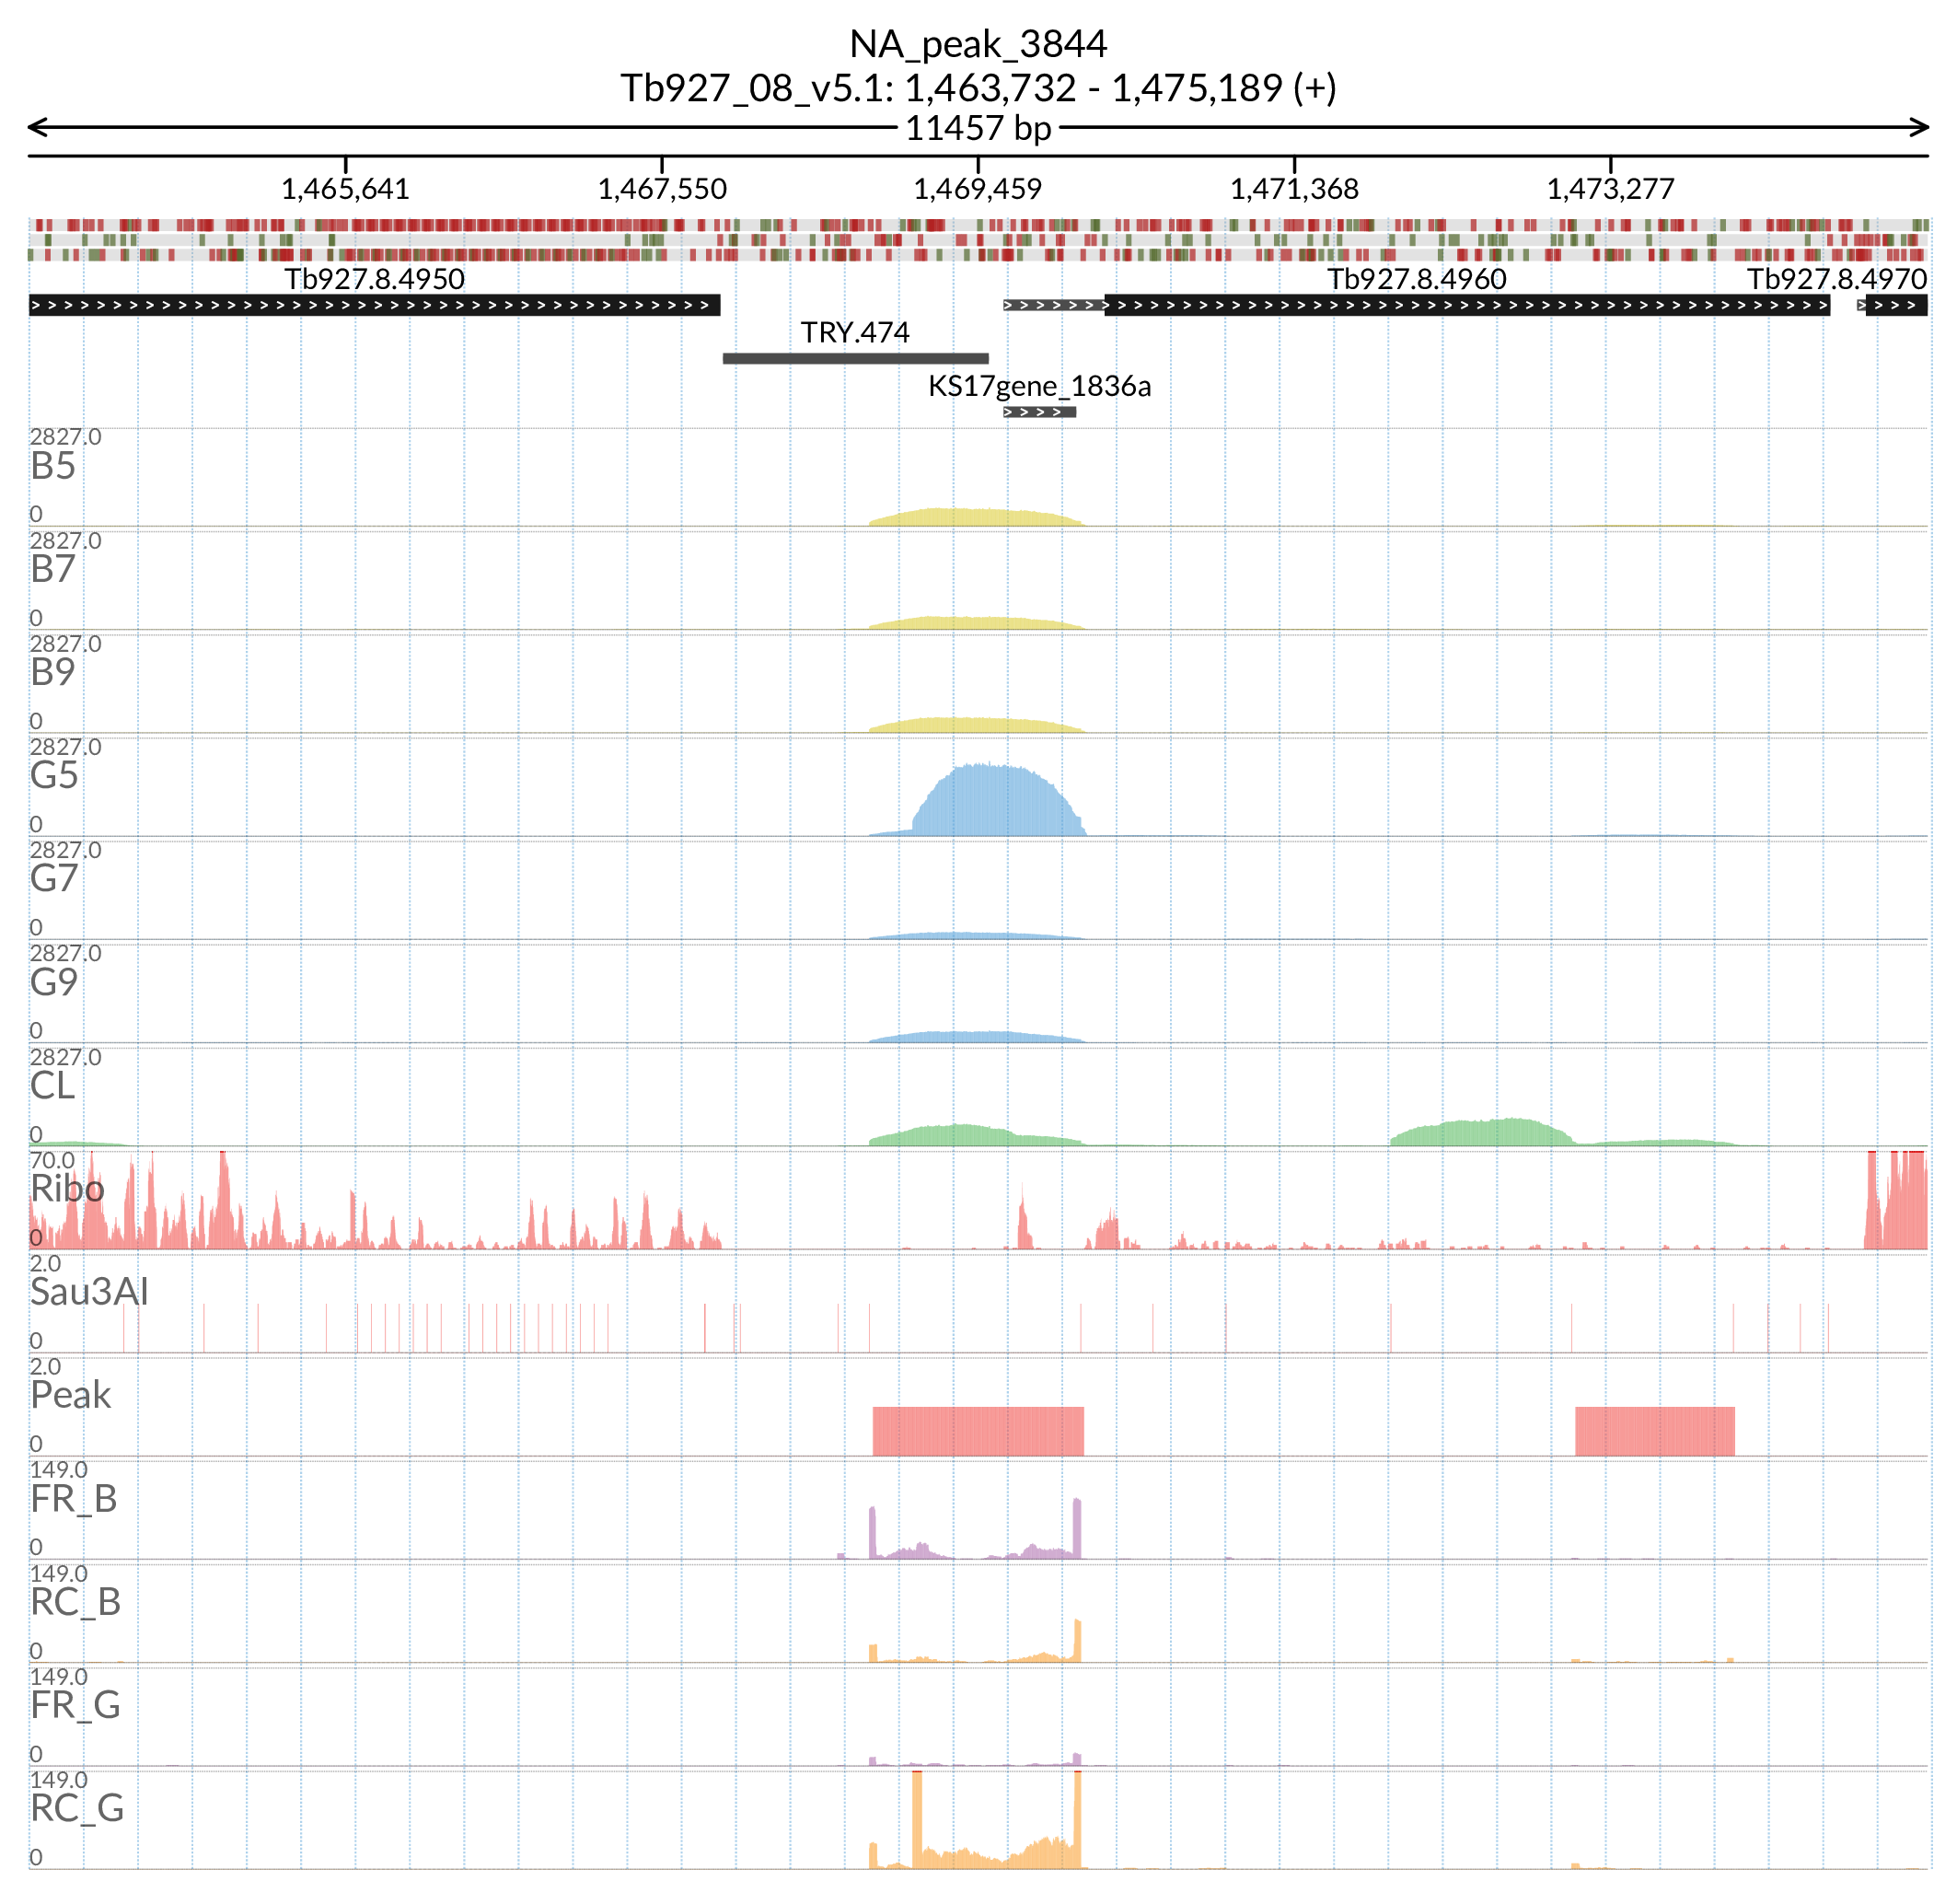 NA_peak_3844
Tb927_08_v5.1: 1,463,732 - 1,475,189 (+)
11457 bp
1,465,641 1,467,550 1,469,459 1,471,368 1,473,277
Tb927.8.4950 Tb927.8.4960 Tb927.8.4970
TRY.474
KS17gene_1836a
2827.0
B5
0
2827.0
B7
0
2827.0
B9
0
2827.0
G5
0
2827.0
G7
0
2827.0
G9
0
2827.0
CL
0
70.0
Ribo
0
2.0
Sau3AI
0
2.0
Peak
0
149.0
FR_B
0
149.0
RC_B
0
149.0
FR_G
0
149.0
RC_G
0